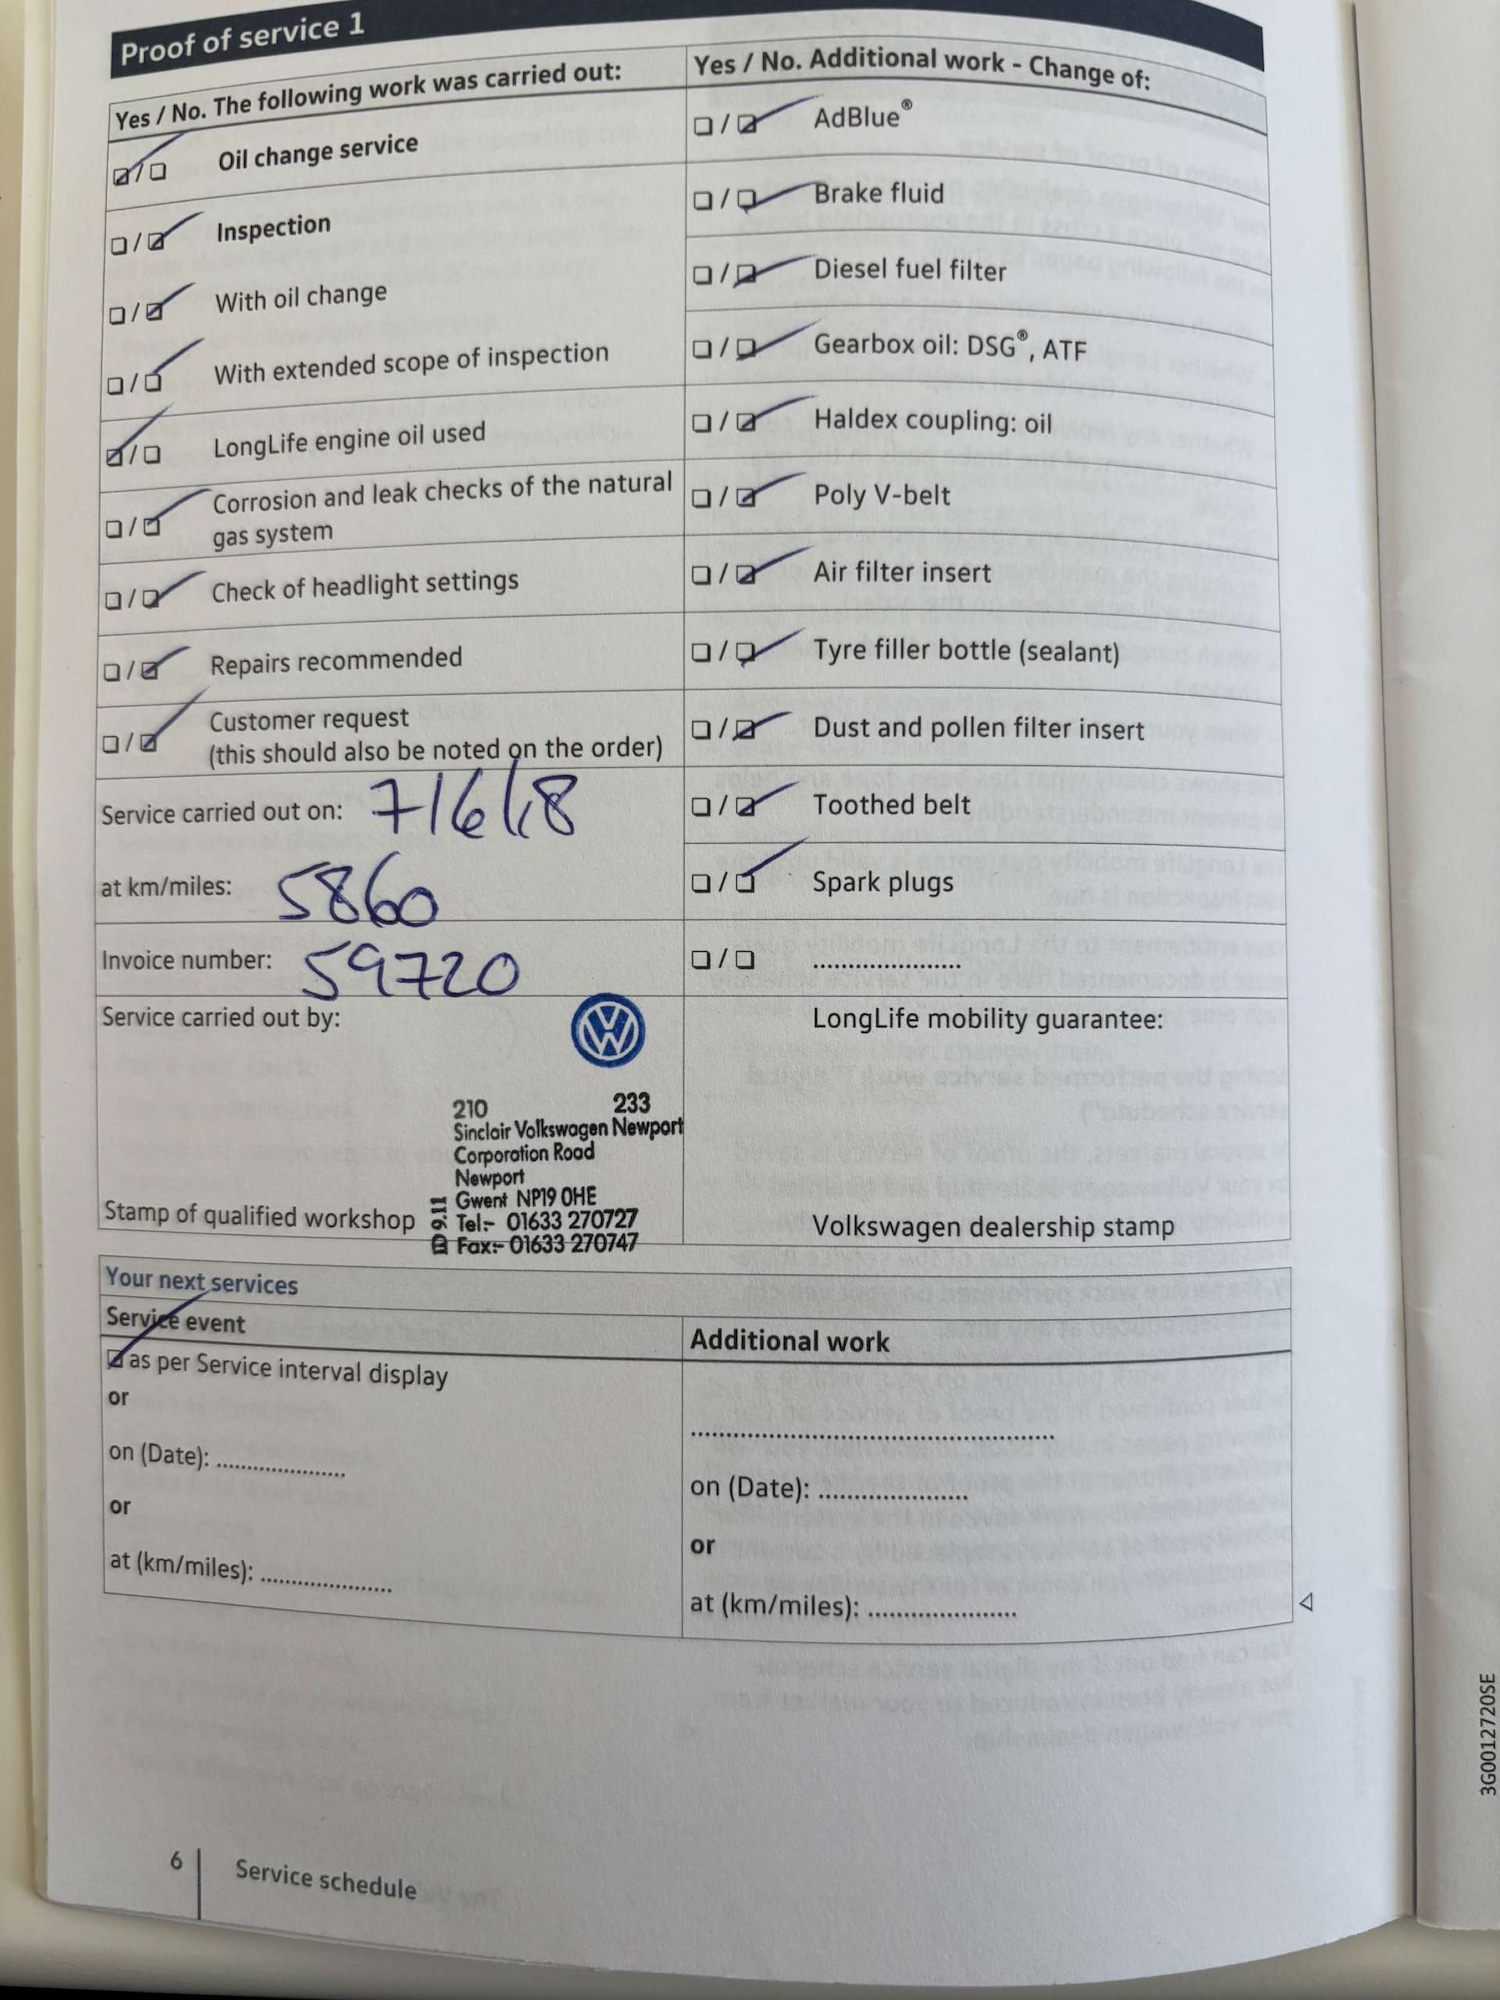 Proof of service 1
Yes / No. The following work was carried out:
☑/☐ Oil change service
☐/☑ Inspection
☐/☑ With oil change
☐/☑ With extended scope of inspection
☑/☐ LongLife engine oil used
☐/☑ Corrosion and leak checks of the natural
gas system
☐/☑ Check of headlight settings
☐/☑ Repairs recommended
☐/☑ Customer request
(this should also be noted on the order)
Service carried out on: 7/6/18
at km/miles: 5860
Invoice number: 59720
Service carried out by:
VW
210 233
Sinclair Volkswagen Newport
Corporation Road
Newport
Gwent NP19 0HE
Tel:- 01633 270727
Fax:- 01633 270747
Stamp of qualified workshop
Yes / No. Additional work - Change of:
☐/☑ AdBlue®
☐/☑ Brake fluid
☐/☑ Diesel fuel filter
☐/☑ Gearbox oil: DSG®, ATF
☐/☑ Haldex coupling: oil
☐/☑ Poly V-belt
☐/☑ Air filter insert
☐/☑ Tyre filler bottle (sealant)
☐/☑ Dust and pollen filter insert
☐/☑ Toothed belt
☐/☑ Spark plugs
☐/☐ .....................
LongLife mobility guarantee:
Volkswagen dealership stamp
Your next services
Service event
☑ as per Service interval display
or
on (Date): ...................
or
at (km/miles): ...................
Additional work
.....................................................
on (Date): .....................
or
at (km/miles): .....................
6 Service schedule
3G0012720SE